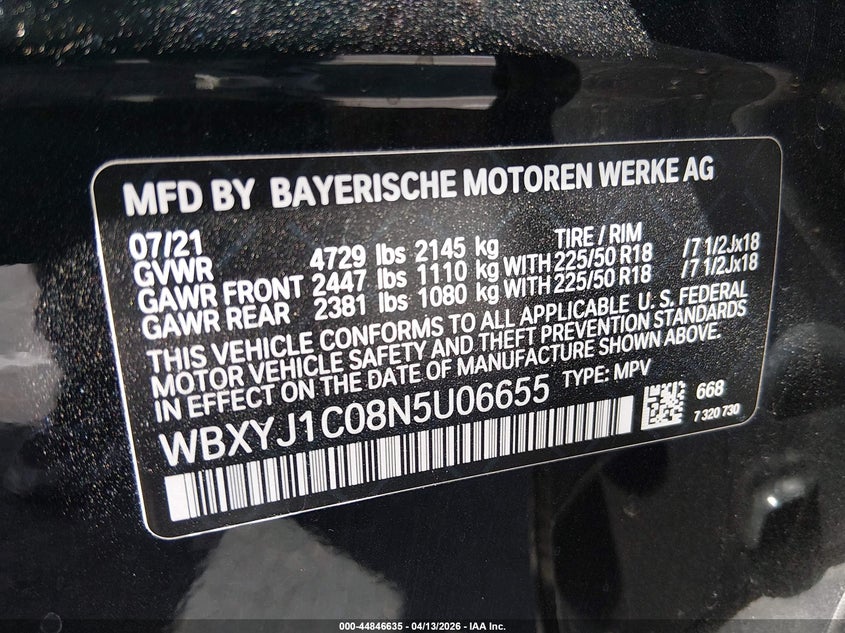 MFD BY BAYERISCHE MOTOREN WERKE AG
07/21 TIRE / RIM
GVWR 4729 lbs 2145 kg
GAWR FRONT 2447 lbs 1110 kg WITH 225/50 R18 /7 1/2Jx18
GAWR REAR 2381 lbs 1080 kg WITH 225/50 R18 /7 1/2Jx18
THIS VEHICLE CONFORMS TO ALL APPLICABLE U.S. FEDERAL
MOTOR VEHICLE SAFETY AND THEFT PREVENTION STANDARDS
IN EFFECT ON THE DATE OF MANUFACTURE SHOWN ABOVE.
WBXYJ1C08N5U06655 TYPE: MPV
668
7 320 730
000-44846635 - 04/13/2026 - IAA Inc.